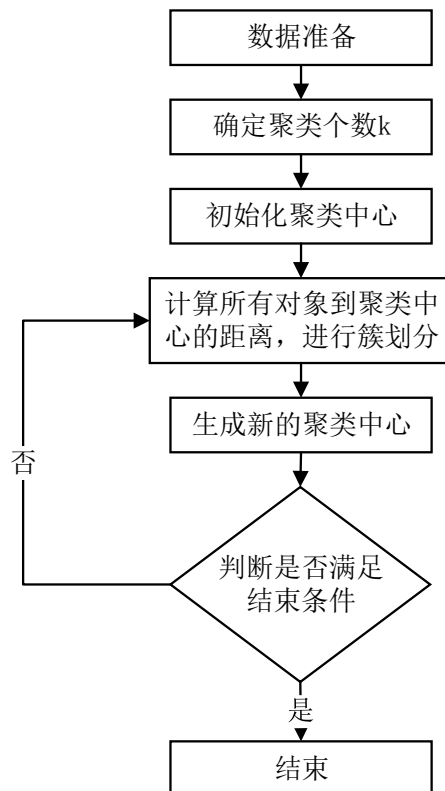 数据准备
确定聚类个数k
初始化聚类中心
计算所有对象到聚类中
心的距离，进行簇划分
生成新的聚类中心
否
判断是否满足
结束条件
是
结束